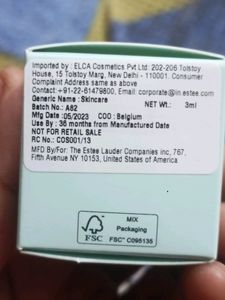 Imported by : ELCA Cosmetics Pvt Ltd: 202-206 Tolstoy
House, 15 Tolstoy Marg, New Delhi - 110001. Consumer
Complaint Address same as above.
Contact:+91-22-61479800, Email: corporate@in.estee.com
Generic Name : Skincare
NET Wt.: 3ml
Batch No. : A82
Mfg Date :05/2023 COO : Belgium
Use By : 36 months from Manufactured Date
NOT FOR RETAIL SALE
RC No.: COS001/13
MFD By/For: The Estee Lauder Companies inc, 767,
Fifth Avenue NY 10153, United States of America
FSC
MIX
Packaging
FSC™ C095135